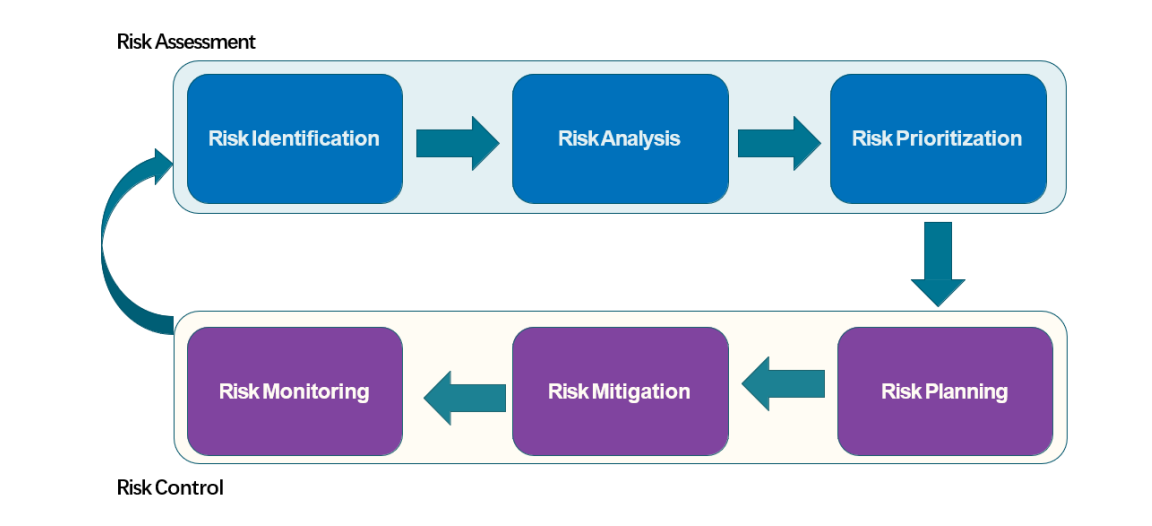 Risk Assessment
Risk Identification
Risk Analysis
Risk Prioritization
Risk Monitoring
Risk Mitigation
Risk Planning
Risk Control